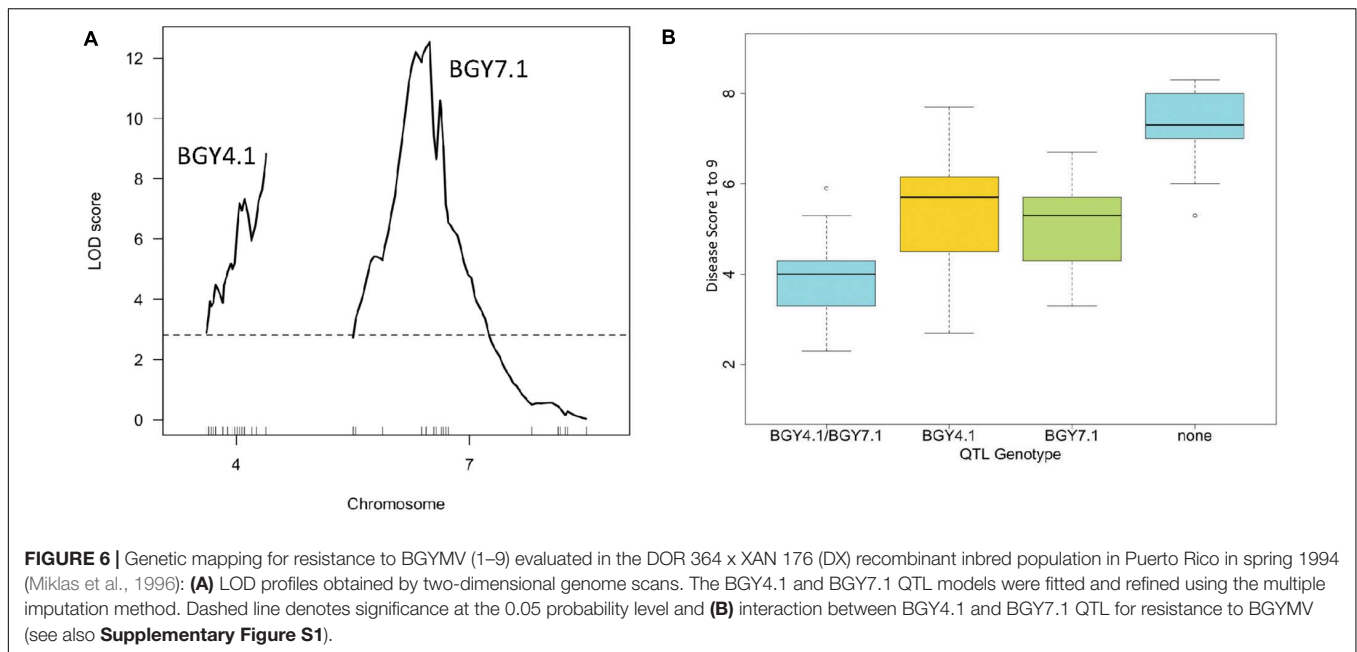 A
12
10
8
6
4
2
0
LOD score
BGY4.1
BGY7.1
4
7
Chromosome
B
8
6
4
2
Disease Score 1 to 9
BGY4.1/BGY7.1
BGY4.1
BGY7.1
none
QTL Genotype
FIGURE 6 | Genetic mapping for resistance to BGYMV (1–9) evaluated in the DOR 364 x XAN 176 (DX) recombinant inbred population in Puerto Rico in spring 1994
(Miklas et al., 1996): (A) LOD profiles obtained by two-dimensional genome scans. The BGY4.1 and BGY7.1 QTL models were fitted and refined using the multiple
imputation method. Dashed line denotes significance at the 0.05 probability level and (B) interaction between BGY4.1 and BGY7.1 QTL for resistance to BGYMV
(see also Supplementary Figure S1).